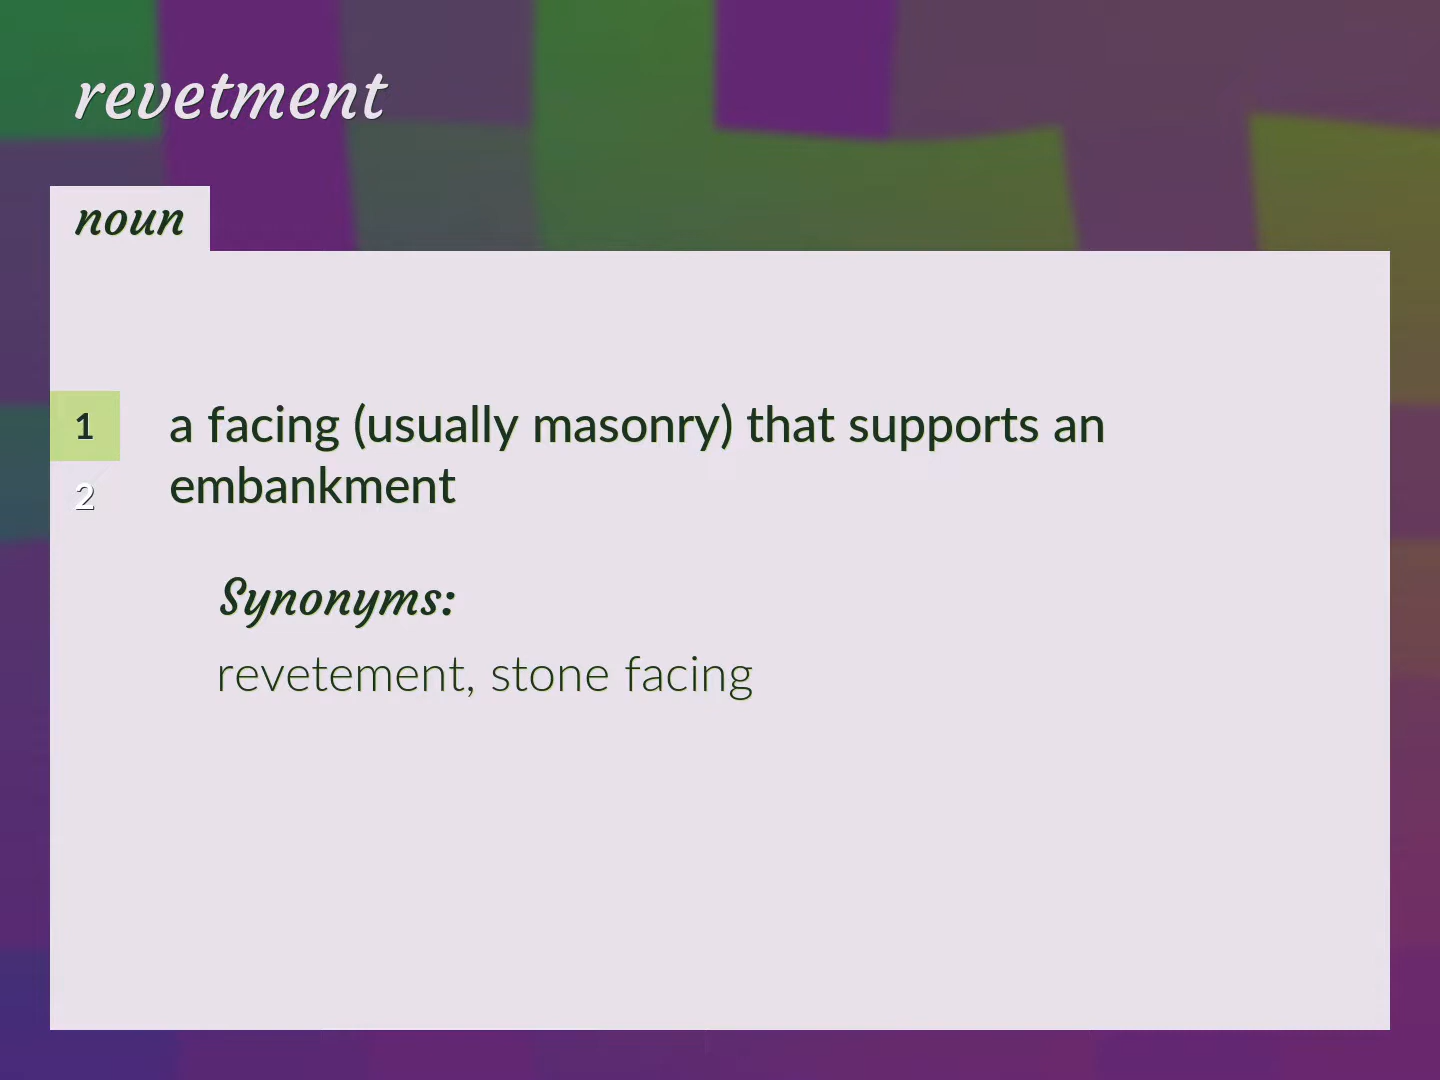 revetment
noun
1
a facing (usually masonry) that supports an
embankment
2
Synonyms:
revetement, stone facing